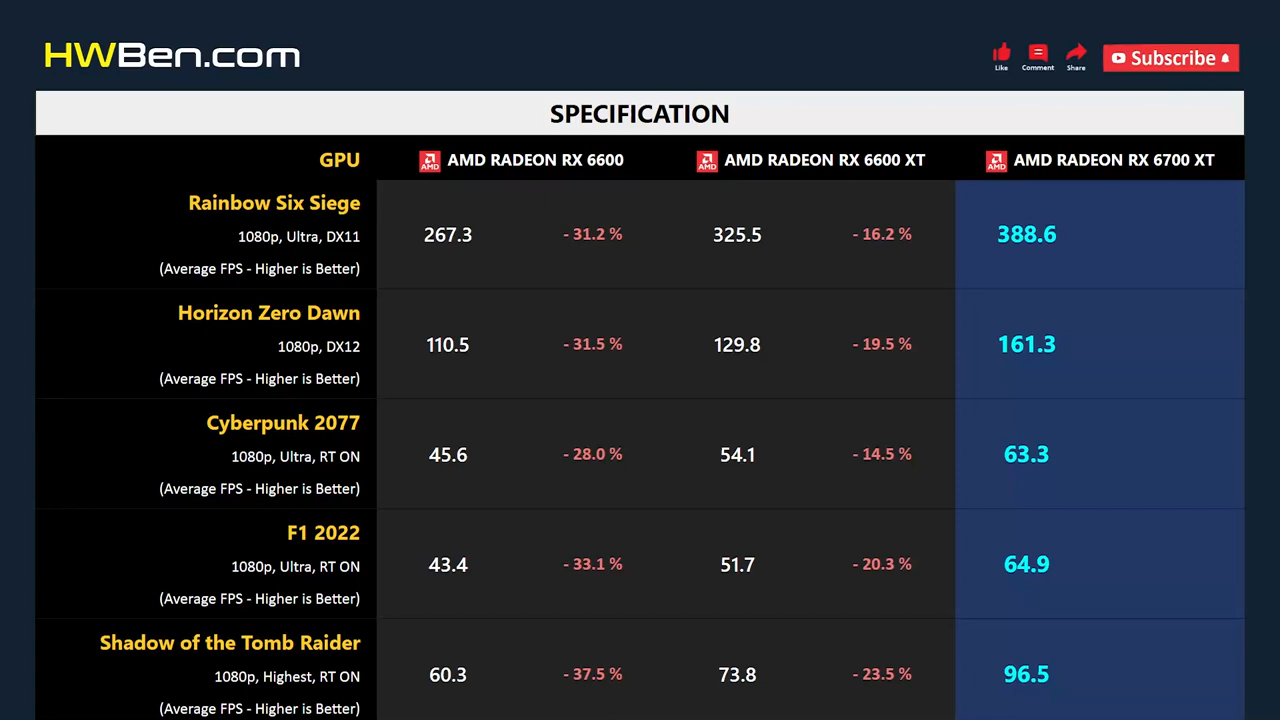 HWBen.com
Like
Comment
Share
Subscribe
SPECIFICATION
GPU AMD AMD RADEON RX 6600 AMD AMD RADEON RX 6600 XT AMD AMD RADEON RX 6700 XT
Rainbow Six Siege
1080p, Ultra, DX11 267.3 - 31.2 % 325.5 - 16.2 % 388.6
(Average FPS - Higher is Better)
Horizon Zero Dawn
1080p, DX12 110.5 - 31.5 % 129.8 - 19.5 % 161.3
(Average FPS - Higher is Better)
Cyberpunk 2077
1080p, Ultra, RT ON 45.6 - 28.0 % 54.1 - 14.5 % 63.3
(Average FPS - Higher is Better)
F1 2022
1080p, Ultra, RT ON 43.4 - 33.1 % 51.7 - 20.3 % 64.9
(Average FPS - Higher is Better)
Shadow of the Tomb Raider
1080p, Highest, RT ON 60.3 - 37.5 % 73.8 - 23.5 % 96.5
(Average FPS - Higher is Better)